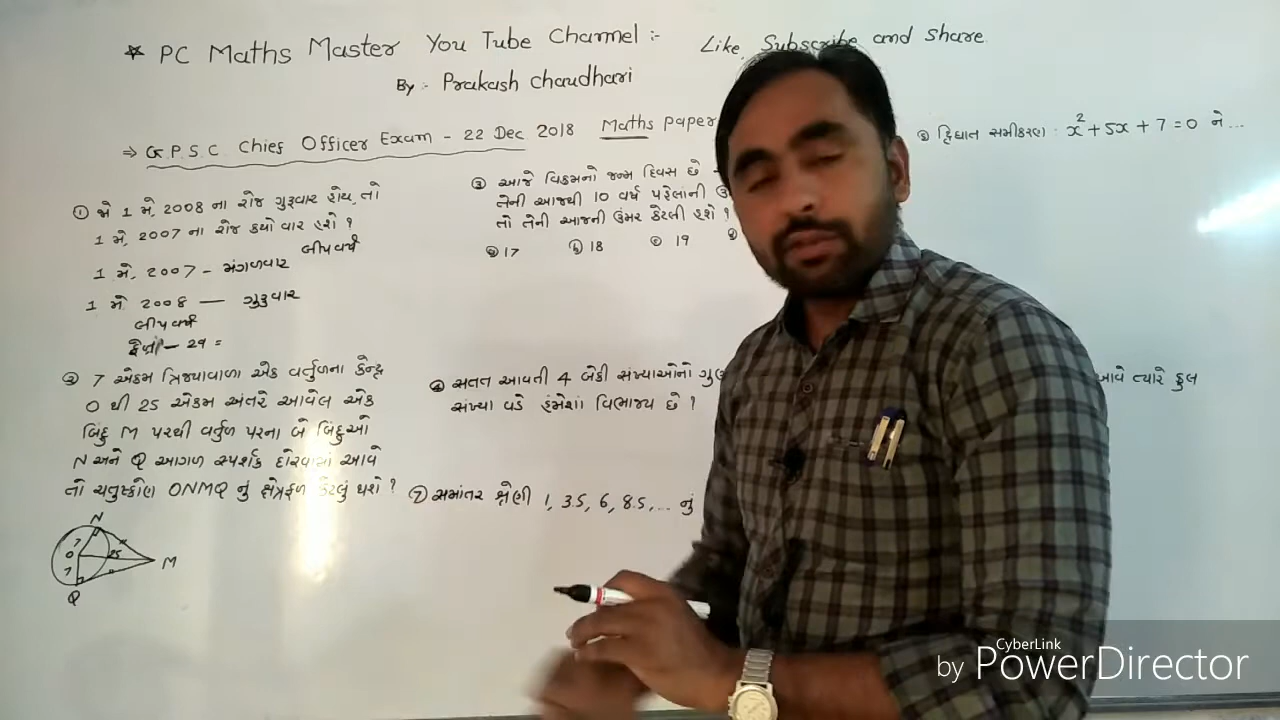 * PC Maths Master You Tube Channel :- Like, Subscribe and share.
By :- Prakash Chaudhari
⇒ G.P.S.C. Chief Officer Exam - 22 Dec 2018 Maths paper
① જો 1 મે, 2008 ના રોજ ગુરુવાર હોય, તો
1 મે, 2007 ના રોજ કયો વાર હશે ?
લીપ વર્ષ
1 મે, 2007 - મંગળવાર
1 મે 2008 — ગુરુવાર
લીપ વર્ષ
ફેબ્રુ - 29 =
② 7 એકમ ત્રિજ્યાવાળા એક વર્તુળના કેન્દ્ર
O થી 25 એકમ અંતરે આવેલ એક
બિંદુ M પરથી વર્તુળ પરના બે બિંદુઓ
N અને Q આગળ સ્પર્શક દોરવામાં આવે
તો ચતુષ્કોણ ONMQ નું ક્ષેત્રફળ કેટલું થશે ?
N
7
O 25 M
7
Q
③ આજે વિક્રમનો જન્મ દિવસ છે -
તેની આજથી 10 વર્ષ પહેલાની
તો તેની આજની ઉંમર કેટલી હશે ?
ⓐ 17 ⓑ 18 ⓒ 19 ⓓ
સતત આવતી 4 બેકી સંખ્યાઓનો
સંખ્યા વડે હંમેશાં વિભાજ્ય છે ?
⑦ સમાંતર શ્રેણી 1, 3.5, 6, 8.5, ... નું
દ્વિઘાત સમીકરણ : x² + 5x + 7 = 0 ને ...
આવે ત્યારે કુલ
CyberLink
by PowerDirector